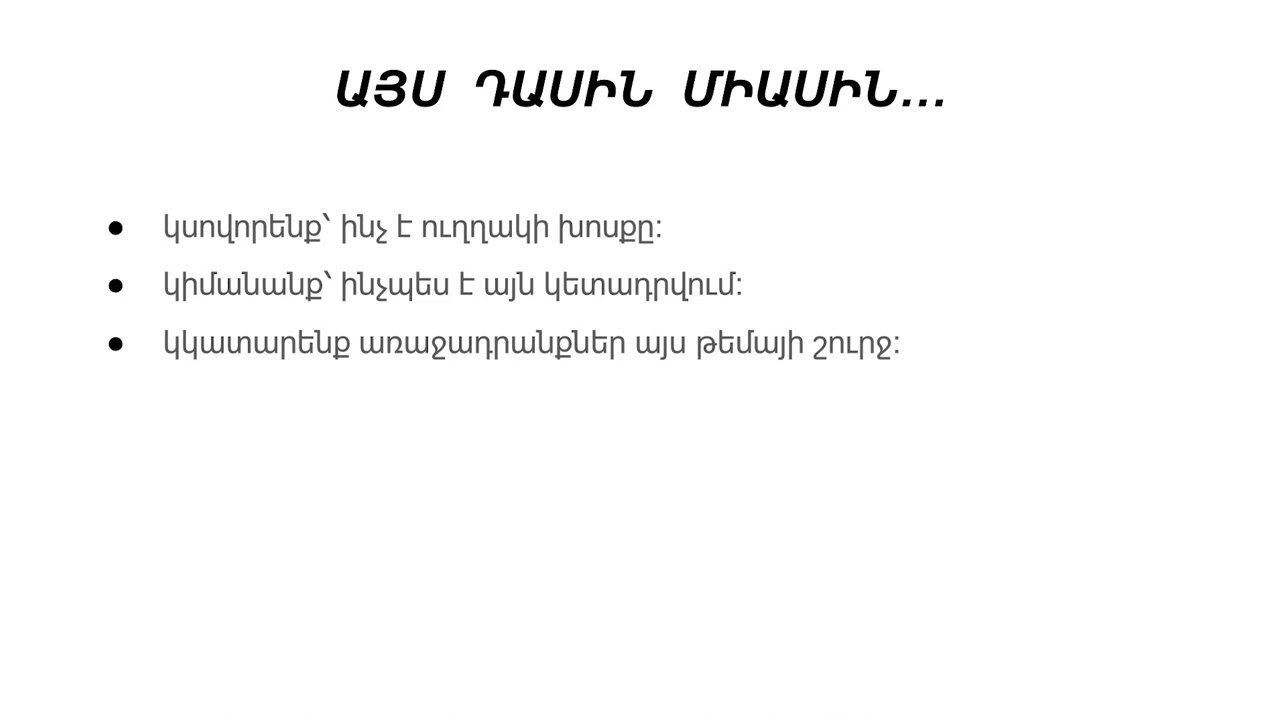 ԱՅՍ ԴԱՍԻՆ ՄԻԱՍԻՆ...
● կսովորենք՝ ինչ է ուղղակի խոսքը:
● կիմանանք՝ ինչպես է այն կետադրվում:
● կկատարենք առաջադրանքներ այս թեմայի շուրջ: